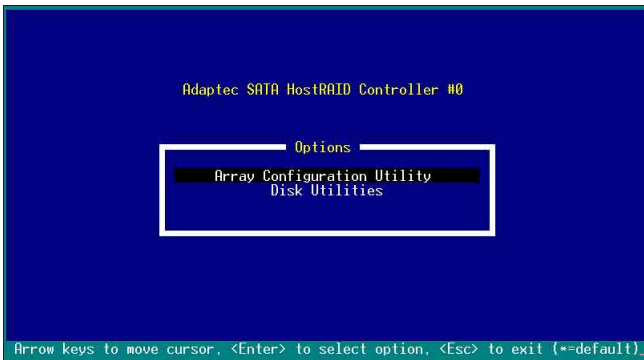 Adaptec SATA HostRAID Controller #0
Options
Array Configuration Utility
Disk Utilities
Arrow keys to move cursor, <Enter> to select option, <Esc> to exit (*=default)